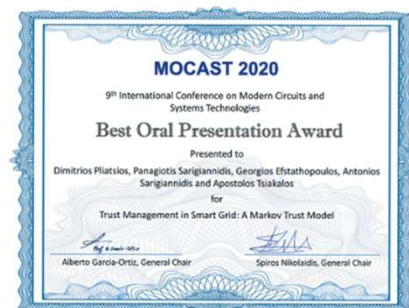 MOCAST 2020
9th International Conference on Modern Circuits and
Systems Technologies
Best Oral Presentation Award
Presented to
Dimitrios Pliatsios, Panagiotis Sarigiannidis, Georgios Efstathopoulos, Antonios
Sarigiannidis and Apostolos Tsiakalos
for
Trust Management in Smart Grid: A Markov Trust Model
Alberto Garcia-Ortiz, General Chair
Spiros Nikolaidis, General Chair